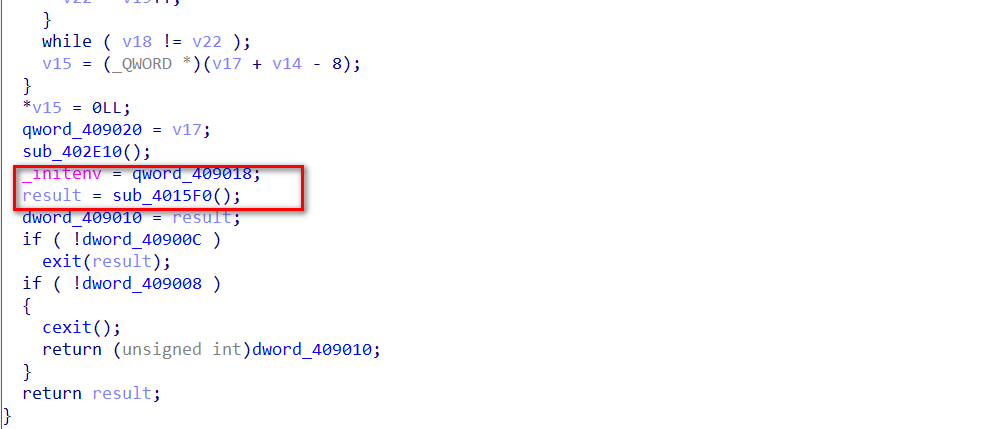 }
while ( v18 != v22 );
v15 = (_QWORD *)(v17 + v14 - 8);
}
*v15 = 0LL;
qword_409020 = v17;
sub_402E10();
_initenv = qword_409018;
result = sub_4015F0();
dword_409010 = result;
if ( !dword_40900C )
exit(result);
if ( !dword_409008 )
{
cexit();
return (unsigned int)dword_409010;
}
return result;
}